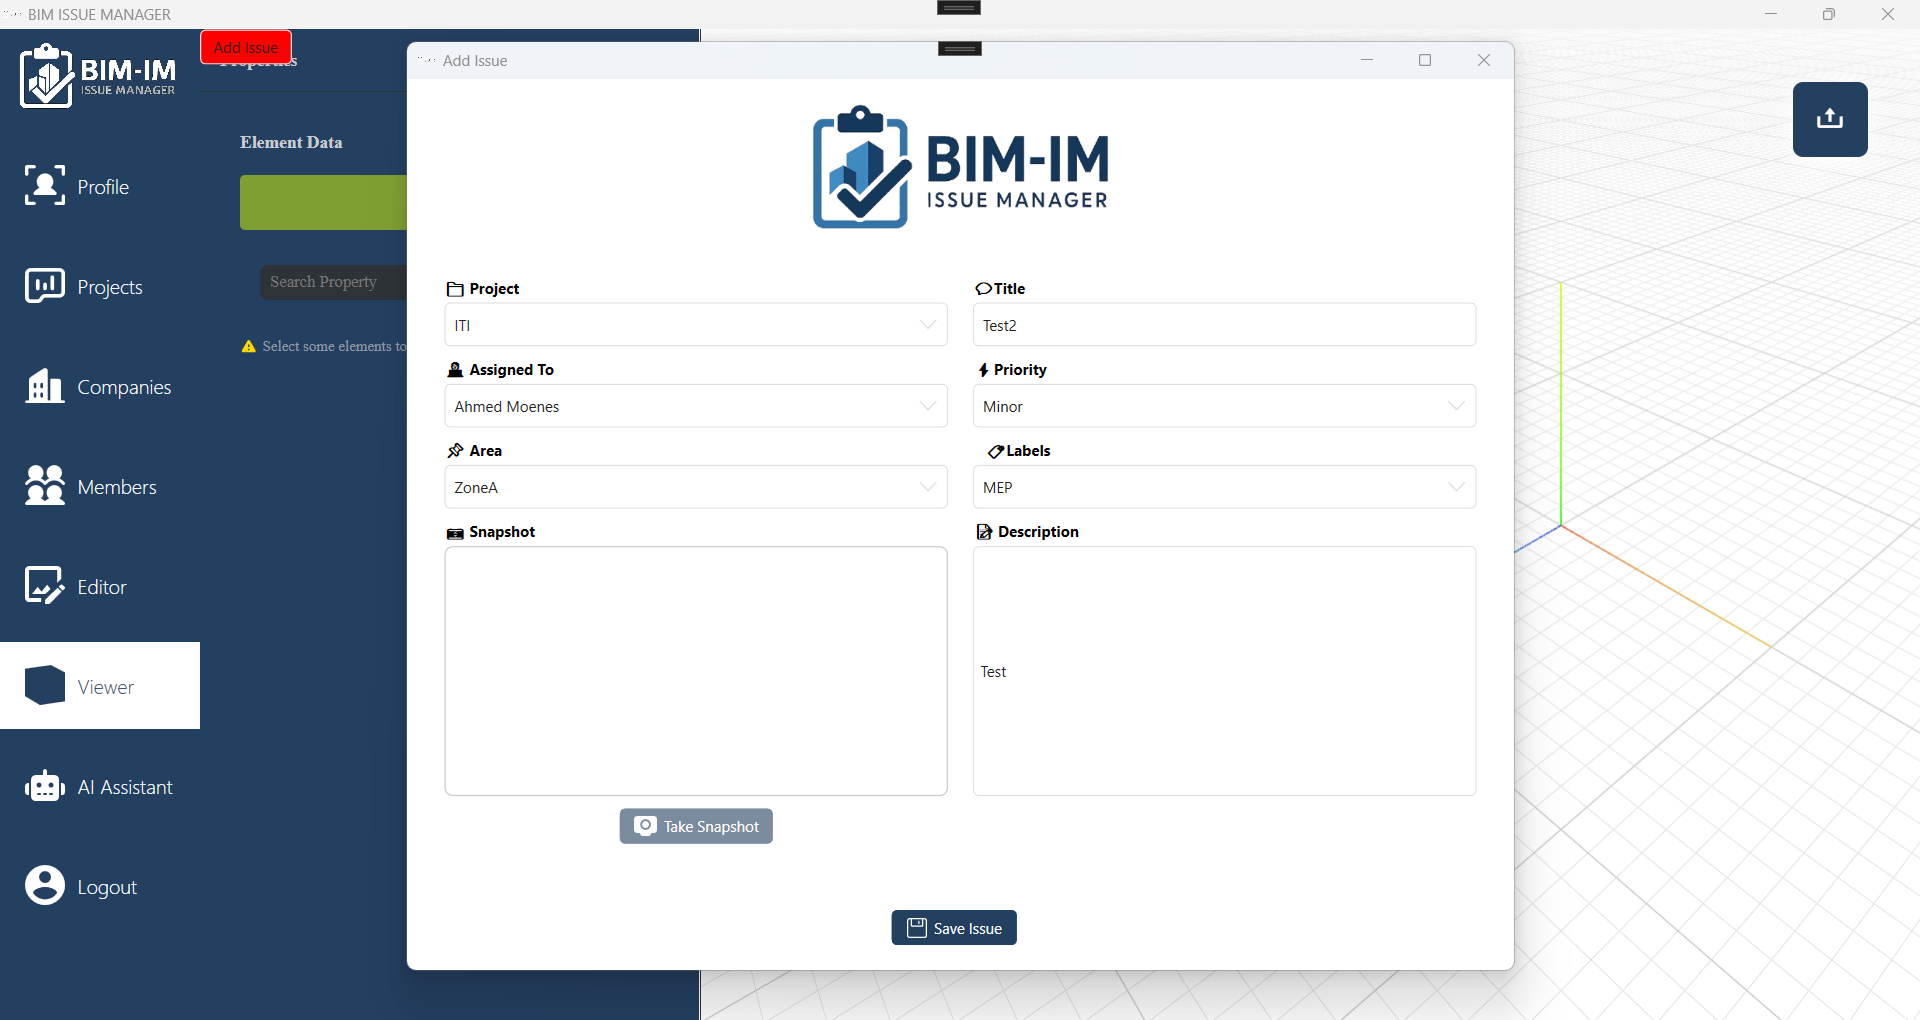 BIM ISSUE MANAGER
BIM-IM
ISSUE MANAGER
Profile
Projects
Companies
Members
Editor
Viewer
AI Assistant
Logout
Add Issue
Properties
Element Data
Search Property
Select some elements to
Add Issue
BIM-IM
ISSUE MANAGER
Project
ITI
Title
Test2
Assigned To
Ahmed Moenes
Priority
Minor
Area
ZoneA
Labels
MEP
Snapshot
Description
Test
Take Snapshot
Save Issue